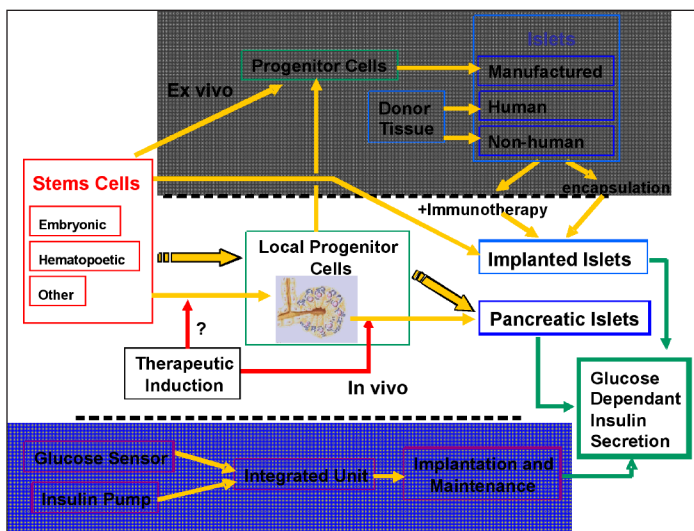 Islets
Progenitor Cells
Manufactured
Ex vivo
Donor
Tissue
Human
Non-human
Stems Cells
encapsulation
+Immunotherapy
Embryonic
Hematopoetic
Other
Local Progenitor
Cells
Implanted Islets
Pancreatic Islets
?
Therapeutic
Induction
In vivo
Glucose
Dependant
Insulin
Secretion
Glucose Sensor
Insulin Pump
Integrated Unit
Implantation and
Maintenance